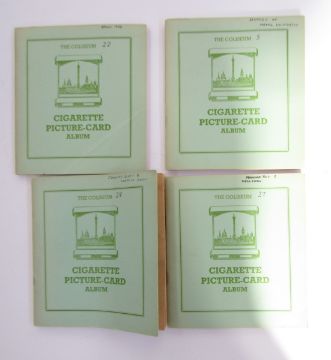 THE COLISEUM 22
CIGARETTE
PICTURE-CARD
ALBUM
THE COLISEUM 3
CIGARETTE
PICTURE-CARD
ALBUM
THE COLISEUM 24
CIGARETTE
PICTURE-CARD
ALBUM
THE COLISEUM 27
CIGARETTE
PICTURE-CARD
ALBUM